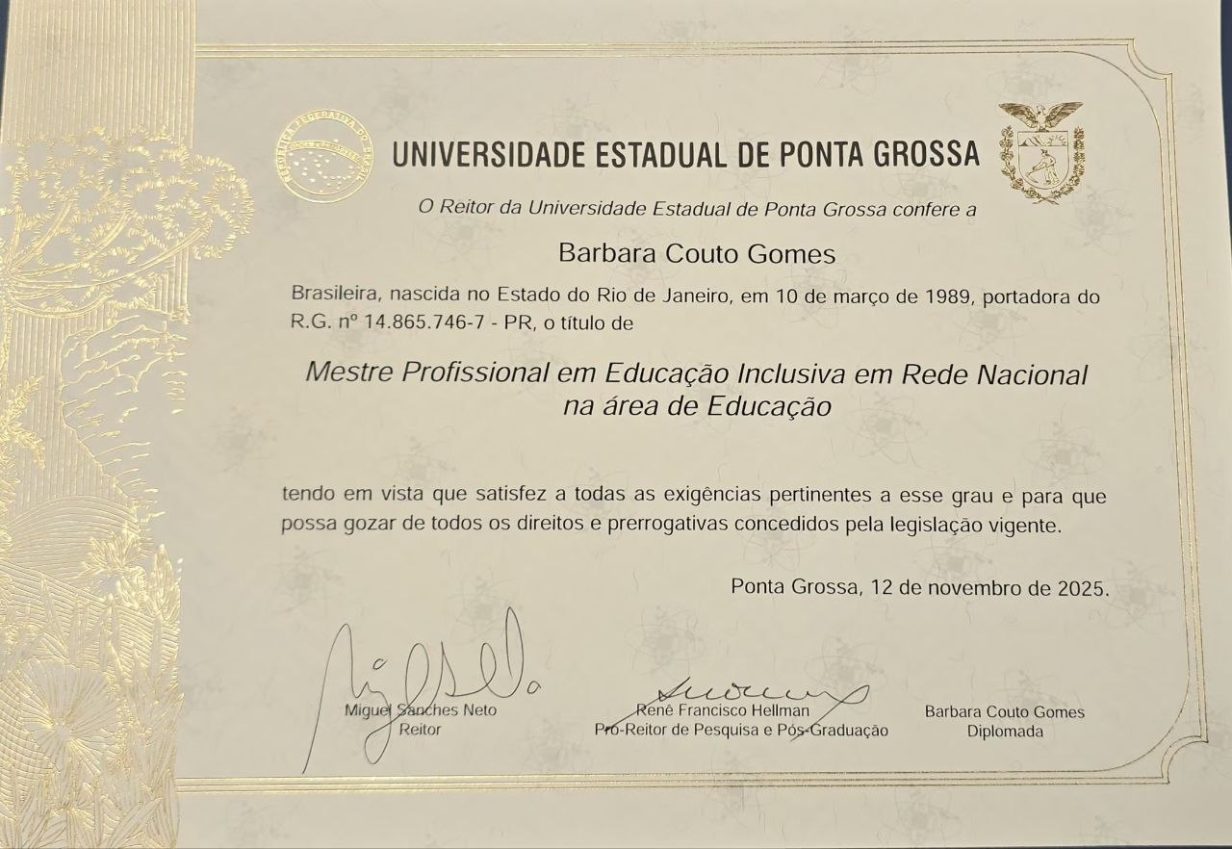 REPÚBLICA FEDERATIVA DO BRASIL
UNIVERSIDADE ESTADUAL DE PONTA GROSSA
O Reitor da Universidade Estadual de Ponta Grossa confere a
Barbara Couto Gomes
Brasileira, nascida no Estado do Rio de Janeiro, em 10 de março de 1989, portadora do
R.G. nº 14.865.746-7 - PR, o título de
Mestre Profissional em Educação Inclusiva em Rede Nacional
na área de Educação
tendo em vista que satisfez a todas as exigências pertinentes a esse grau e para que
possa gozar de todos os direitos e prerrogativas concedidos pela legislação vigente.
Ponta Grossa, 12 de novembro de 2025.
Miguel Sanches Neto
Reitor
Renê Francisco Hellman
Pró-Reitor de Pesquisa e Pós-Graduação
Barbara Couto Gomes
Diplomada